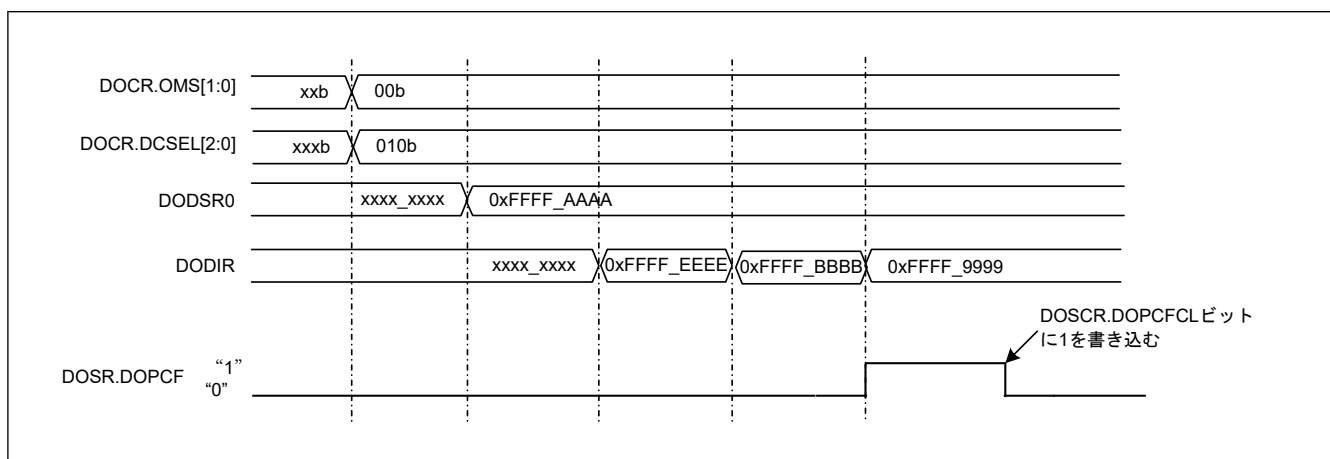 DOCR.OMS[1:0] xxb 00b
DOCR.DCSEL[2:0] xxxb 010b
DODSR0 xxxx_xxxx 0xFFFF_AAAA
DODIR xxxx_xxxx 0xFFFF_EEEE 0xFFFF_BBBB 0xFFFF_9999
DOSCR.DOPCFCLビット
に1を書き込む
DOSR.DOPCF “1”
“0”